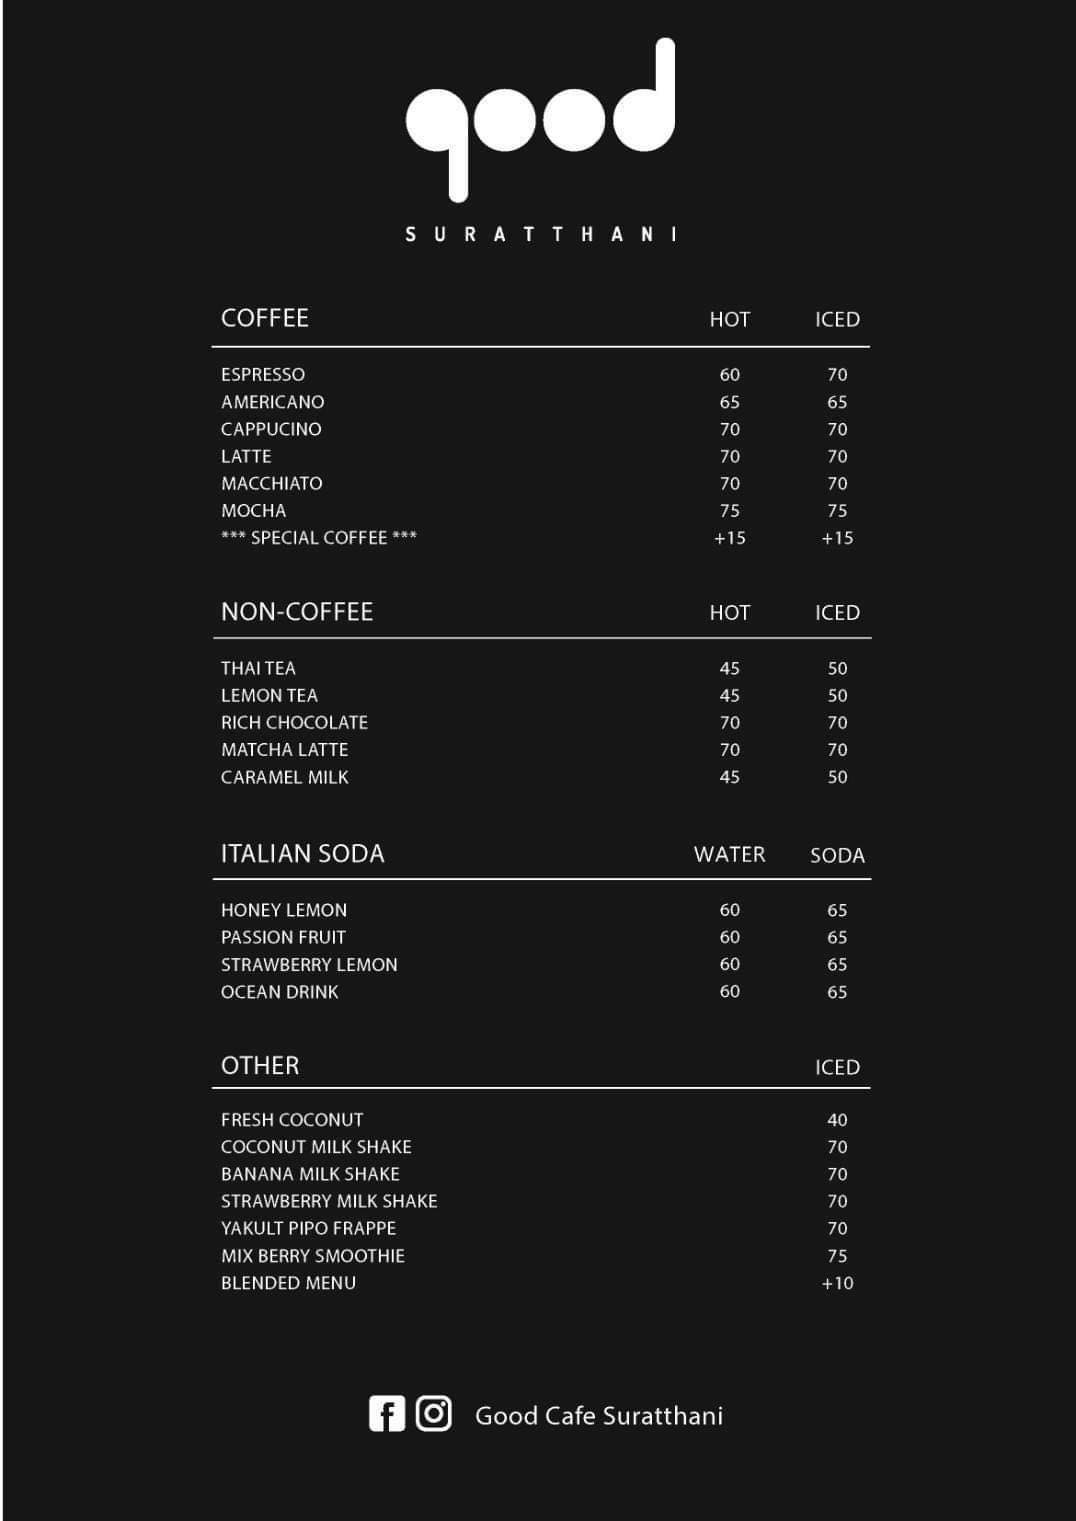 good
SURATTHANI
COFFEE HOT ICED
ESPRESSO 60 70
AMERICANO 65 65
CAPPUCINO 70 70
LATTE 70 70
MACCHIATO 70 70
MOCHA 75 75
*** SPECIAL COFFEE *** +15 +15
NON-COFFEE HOT ICED
THAI TEA 45 50
LEMON TEA 45 50
RICH CHOCOLATE 70 70
MATCHA LATTE 70 70
CARAMEL MILK 45 50
ITALIAN SODA WATER SODA
HONEY LEMON 60 65
PASSION FRUIT 60 65
STRAWBERRY LEMON 60 65
OCEAN DRINK 60 65
OTHER ICED
FRESH COCONUT 40
COCONUT MILK SHAKE 70
BANANA MILK SHAKE 70
STRAWBERRY MILK SHAKE 70
YAKULT PIPO FRAPPE 70
MIX BERRY SMOOTHIE 75
BLENDED MENU +10
Good Cafe Suratthani